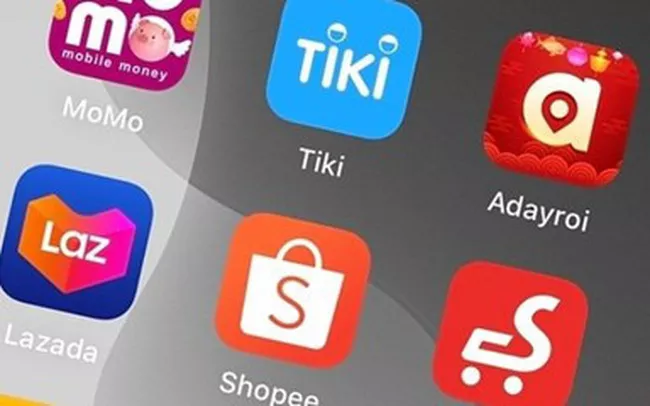 MO
mobile money
MoMo
TiKi
Tiki
a
Adayroi
Laz
Lazada
S
Shopee
S